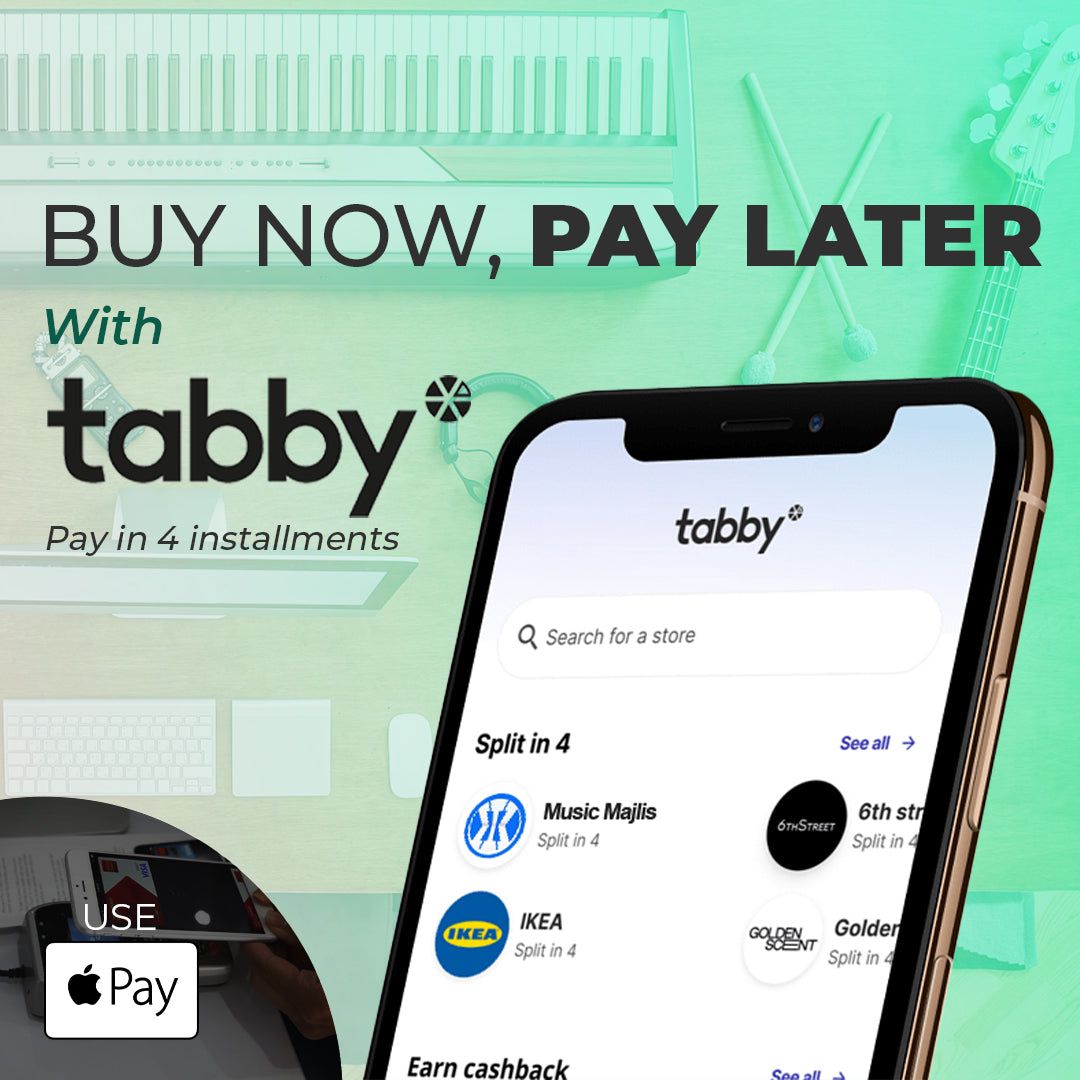 BUY NOW, PAY LATER
With
tabby
Pay in 4 installments
tabby
Search for a store
Split in 4
See all →
Music Majlis
Split in 4
6THSTREET
6th str
Split in 4
IKEA
IKEA
Split in 4
GOLDEN
SCENT
Golden
Split in 4
Earn cashback
See all →
VISA
USE
Pay